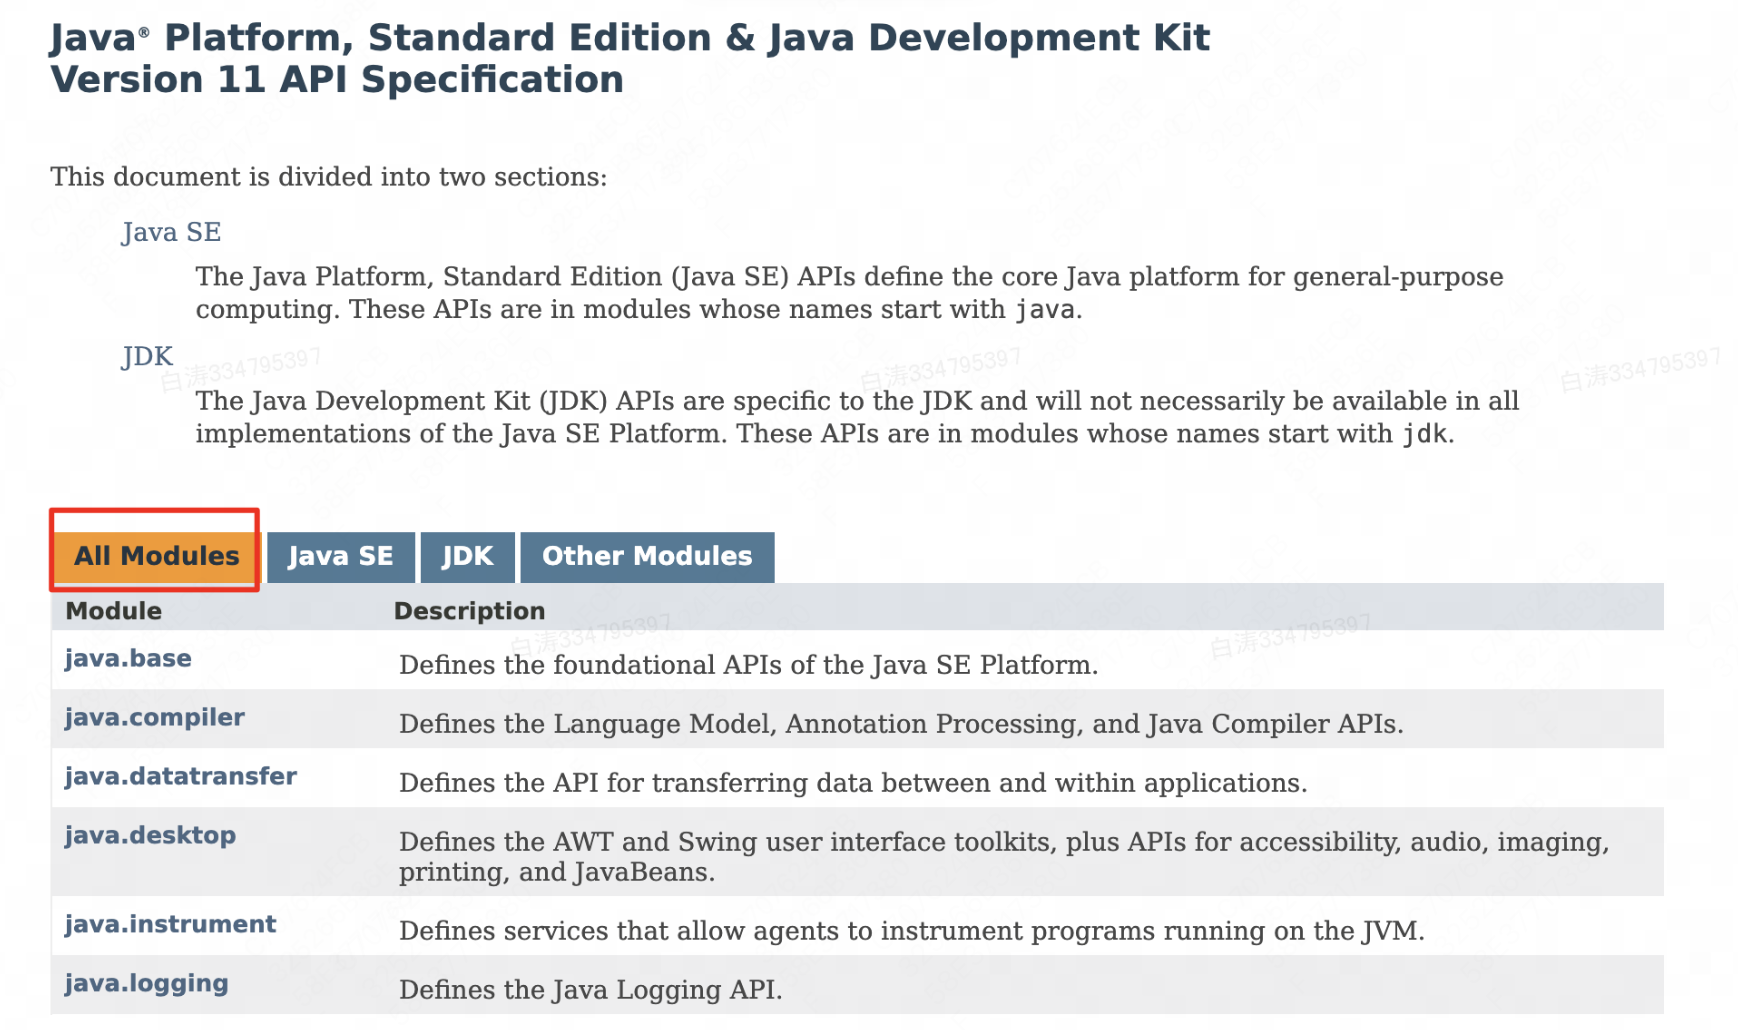 Java® Platform, Standard Edition & Java Development Kit
Version 11 API Specification
This document is divided into two sections:
Java SE
The Java Platform, Standard Edition (Java SE) APIs define the core Java platform for general-purpose
computing. These APIs are in modules whose names start with java.
JDK
白涛334795397
白涛334795397
白涛334795397
The Java Development Kit (JDK) APIs are specific to the JDK and will not necessarily be available in all
implementations of the Java SE Platform. These APIs are in modules whose names start with jdk.
All Modules Java SE JDK Other Modules
Module Description
白涛334795397
白涛334795397
java.base Defines the foundational APIs of the Java SE Platform.
java.compiler Defines the Language Model, Annotation Processing, and Java Compiler APIs.
java.datatransfer Defines the API for transferring data between and within applications.
java.desktop Defines the AWT and Swing user interface toolkits, plus APIs for accessibility, audio, imaging,
printing, and JavaBeans.
java.instrument Defines services that allow agents to instrument programs running on the JVM.
java.logging Defines the Java Logging API.